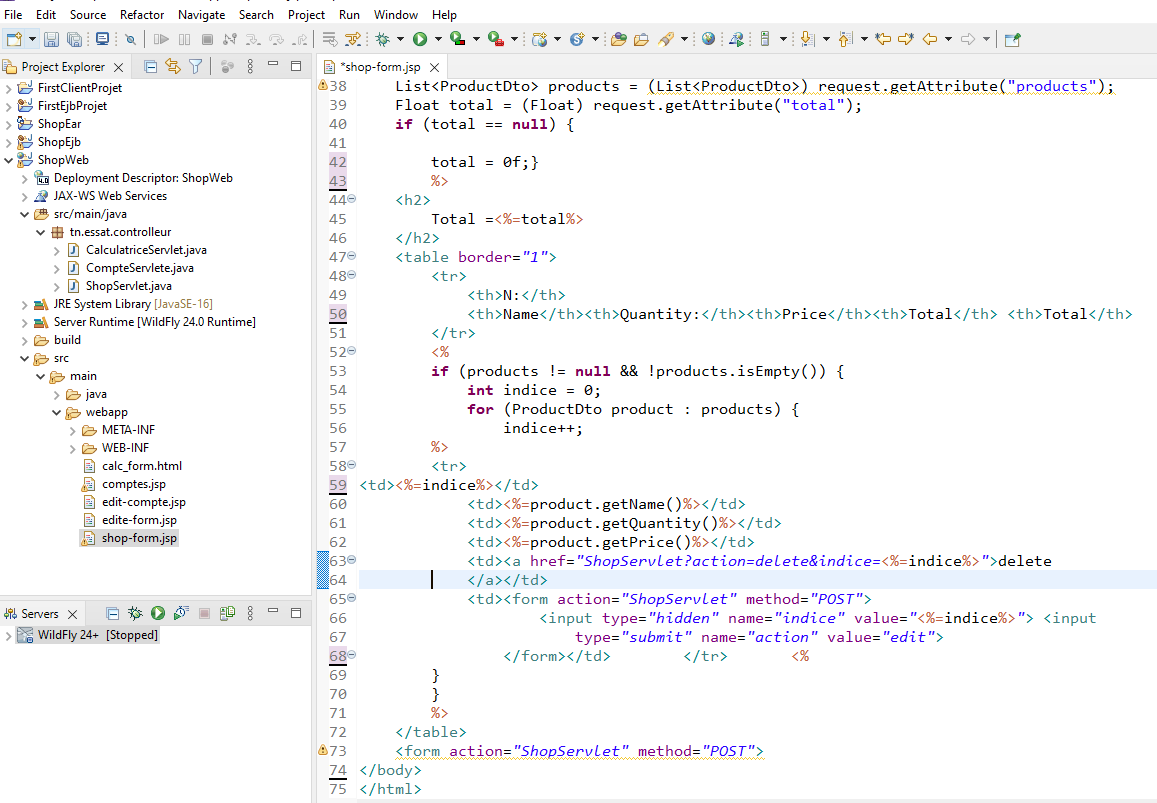 File Edit Source Refactor Navigate Search Project Run Window Help
Project Explorer
FirstClientProjet
FirstEjbProjet
ShopEar
ShopEjb
ShopWeb
Deployment Descriptor: ShopWeb
JAX-WS Web Services
src/main/java
tn.essat.controlleur
CalculatriceServlet.java
CompteServlete.java
ShopServlet.java
JRE System Library [JavaSE-16]
Server Runtime [WildFly 24.0 Runtime]
build
src
main
java
webapp
META-INF
WEB-INF
calc_form.html
comptes.jsp
edit-compte.jsp
edite-form.jsp
shop-form.jsp
Servers
WildFly 24+ [Stopped]
*shop-form.jsp
38 List<ProductDto> products = (List<ProductDto>) request.getAttribute("products");
39 Float total = (Float) request.getAttribute("total");
40 if (total == null) {
41
42 total = 0f;}
43 %>
44 <h2>
45 Total =<%=total%>
46 </h2>
47 <table border="1">
48 <tr>
49 <th>N:</th>
50 <th>Name</th><th>Quantity:</th><th>Price</th><th>Total</th> <th>Total</th>
51 </tr>
52 <%
53 if (products != null && !products.isEmpty()) {
54 int indice = 0;
55 for (ProductDto product : products) {
56 indice++;
57 %>
58 <tr>
59 <td><%=indice%></td>
60 <td><%=product.getName()%></td>
61 <td><%=product.getQuantity()%></td>
62 <td><%=product.getPrice()%></td>
63 <td><a href="ShopServlet?action=delete&indice=<%=indice%>">delete
64 </a></td>
65 <td><form action="ShopServlet" method="POST">
66 <input type="hidden" name="indice" value="<%=indice%>"> <input
67 type="submit" name="action" value="edit">
68 </form></td> </tr> <%
69 }
70 }
71 %>
72 </table>
73 <form action="ShopServlet" method="POST">
74 </body>
75 </html>